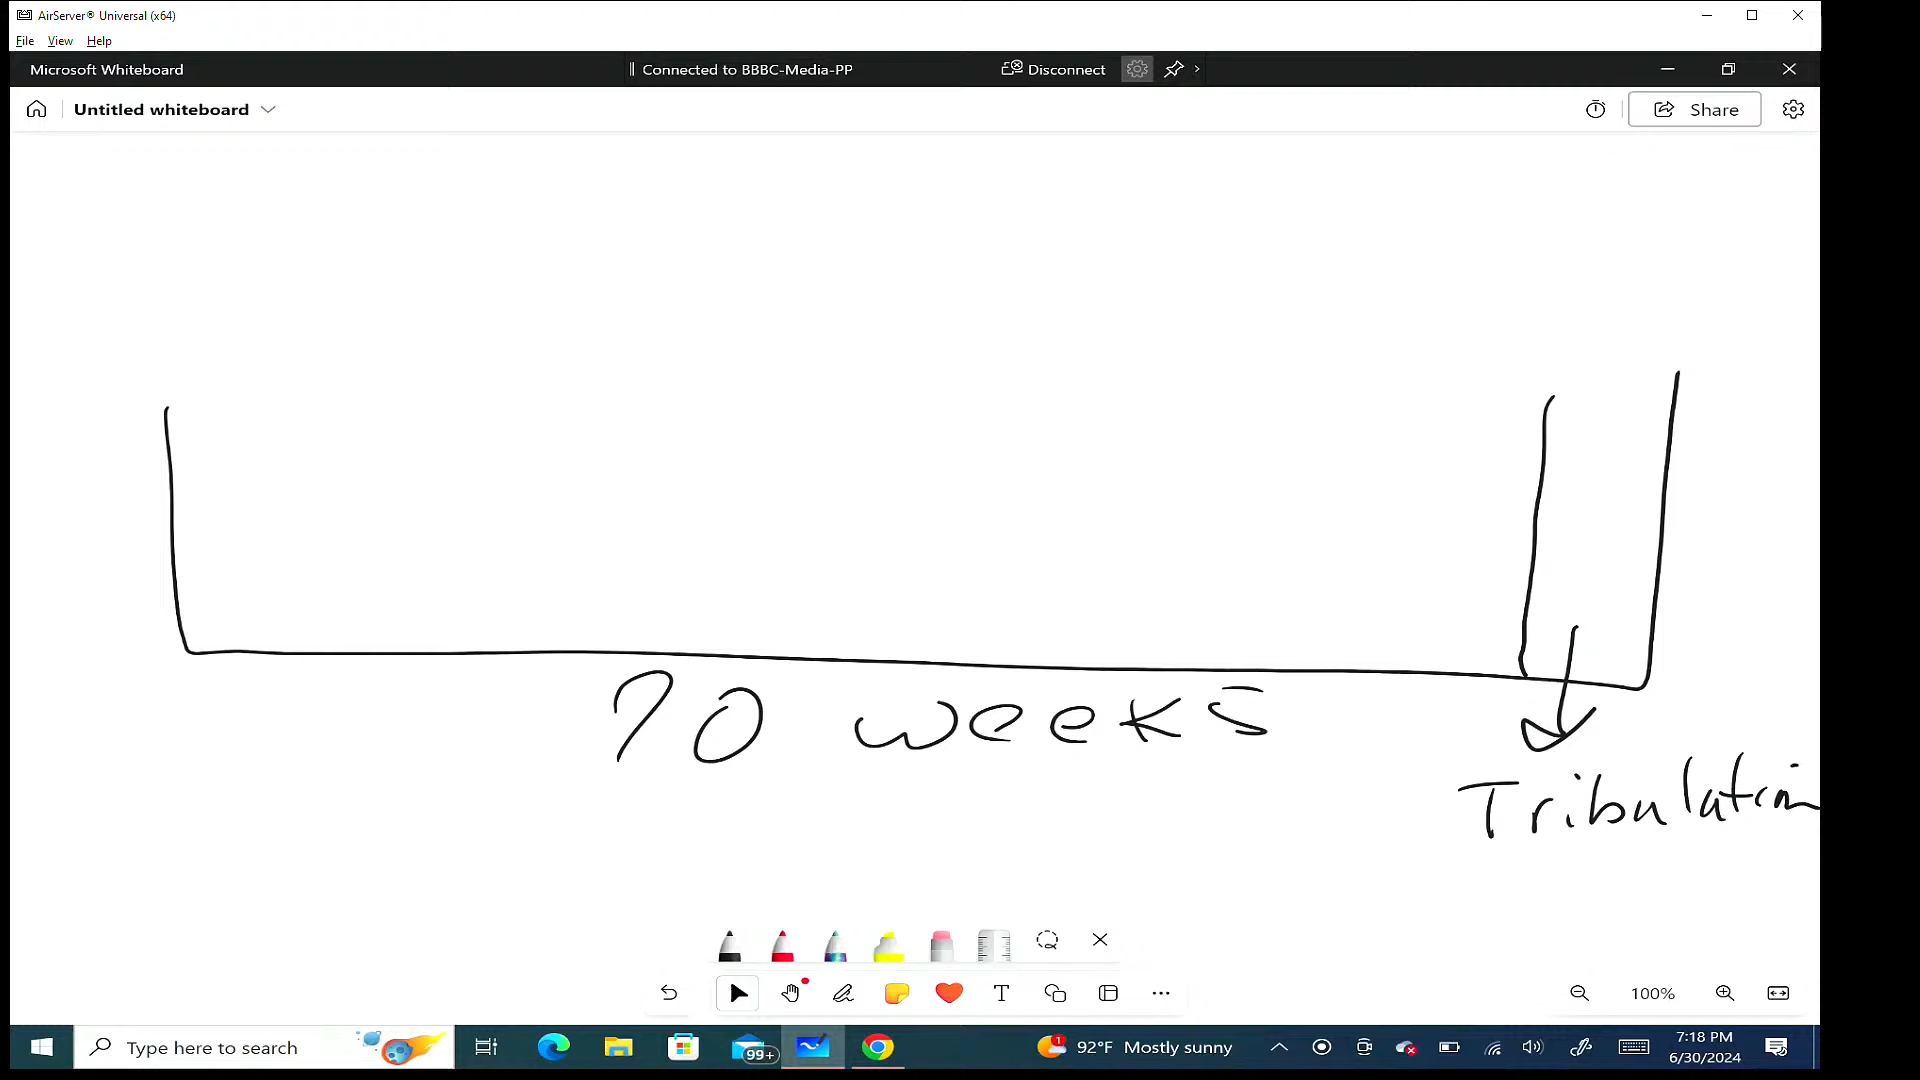 AirServer® Universal (x64)
File View Help
Microsoft Whiteboard
Connected to BBBC-Media-PP
Disconnect
Untitled whiteboard
Share
70 weeks
Tribulation
T
100%
Type here to search
99+
1
92°F Mostly sunny
7:18 PM
6/30/2024